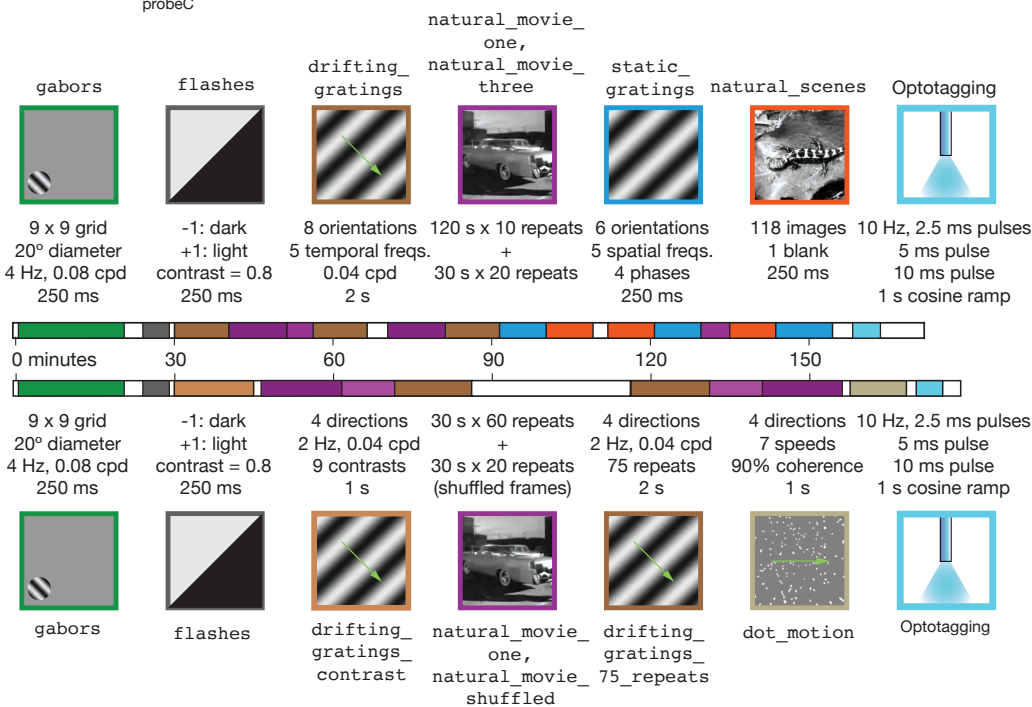 probeC
gabors
flashes
drifting_
gratings
natural_movie_
one,
natural_movie_
three
static_
gratings
natural_scenes
Optotagging
9 x 9 grid
20º diameter
4 Hz, 0.08 cpd
250 ms
-1: dark
+1: light
contrast = 0.8
250 ms
8 orientations
5 temporal freqs.
0.04 cpd
2 s
120 s x 10 repeats
+
30 s x 20 repeats
6 orientations
5 spatial freqs.
4 phases
250 ms
118 images
1 blank
250 ms
10 Hz, 2.5 ms pulses
5 ms pulse
10 ms pulse
1 s cosine ramp
0 minutes 30 60 90 120 150
9 x 9 grid
20º diameter
4 Hz, 0.08 cpd
250 ms
-1: dark
+1: light
contrast = 0.8
250 ms
4 directions
2 Hz, 0.04 cpd
9 contrasts
1 s
30 s x 60 repeats
+
30 s x 20 repeats
(shuffled frames)
4 directions
2 Hz, 0.04 cpd
75 repeats
2 s
4 directions
7 speeds
90% coherence
1 s
10 Hz, 2.5 ms pulses
5 ms pulse
10 ms pulse
1 s cosine ramp
gabors
flashes
drifting_
gratings_
contrast
natural_movie_
one,
natural_movie_
shuffled
drifting_
gratings_
75_repeats
dot_motion
Optotagging